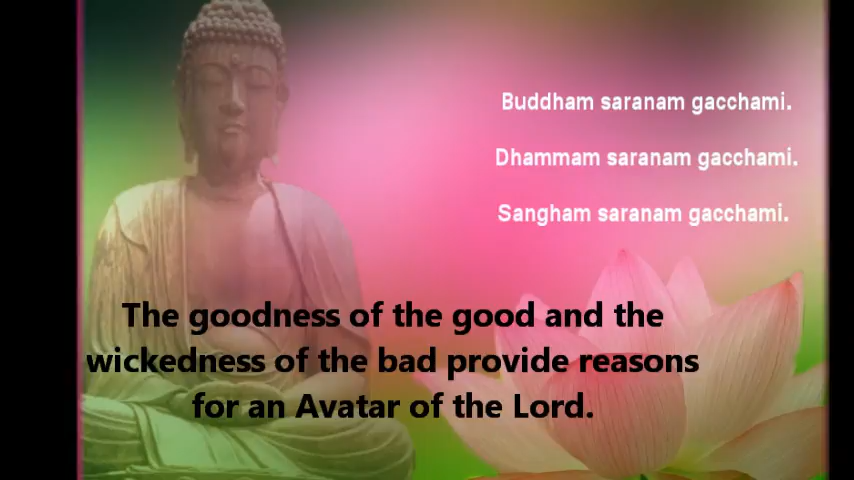 Buddham saranam gacchami.
Dhammam saranam gacchami.
Sangham saranam gacchami.
The goodness of the good and the
wickedness of the bad provide reasons
for an Avatar of the Lord.